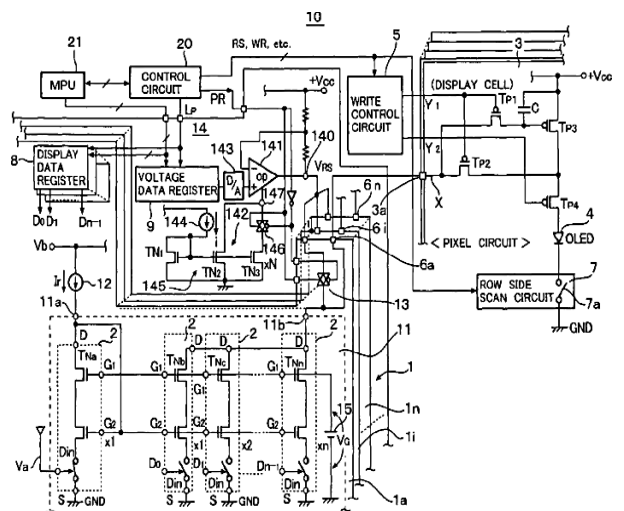 10
21
20
RS, WR, etc.
5
3
MPU
CONTROL CIRCUIT
PR
+Vcc
WRITE CONTROL CIRCUIT
(DISPLAY CELL)
+Vcc
Y1
TP1
C
LP
14
140
Y2
TP3
8
DISPLAY DATA REGISTER
VOLTAGE DATA REGISTER
143
141
D/A
OP
VRS
TP2
147
6n
3a
X
TP4
D0 D1 Dn-1
9
144
142
146
6i
6a
<PIXEL CIRCUIT>
4
OLED
Vb
TN1
TN2
TN3
xN
145
Ir
12
13
ROW SIDE SCAN CIRCUIT
7
7a
GND
11a
11b
11
2
D
2
D
D
2
2
D
1
TNa
TNb
TNc
TNn
G1
G1
G1
G1
15
1n
G2
G2
G2
G2
VG
x1
x1
x2
xn
1i
Va
Din
D0
Din
D1
Din
Dn-1
Din
S
GND
S
S
S
1a